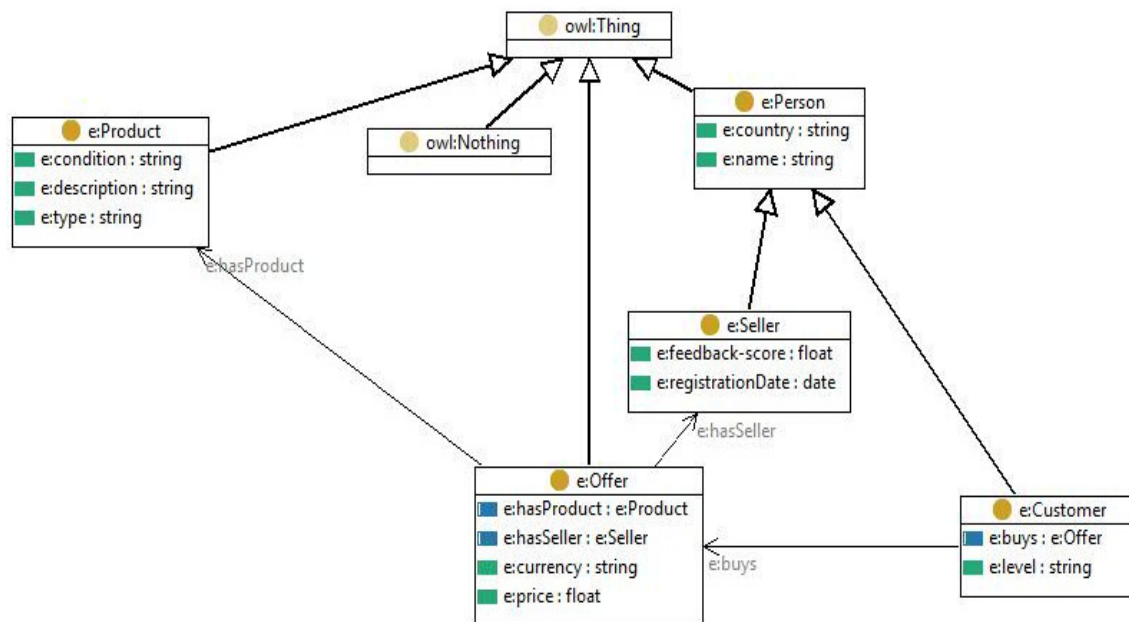 owl:Thing
e:Product
e:condition : string
e:description : string
e:type : string
owl:Nothing
e:Person
e:country : string
e:name : string
e:hasProduct
e:Seller
e:feedback-score : float
e:registrationDate : date
e:hasSeller
e:Offer
e:hasProduct : e:Product
e:hasSeller : e:Seller
e:currency : string
e:price : float
e:buys
e:Customer
e:buys : e:Offer
e:level : string